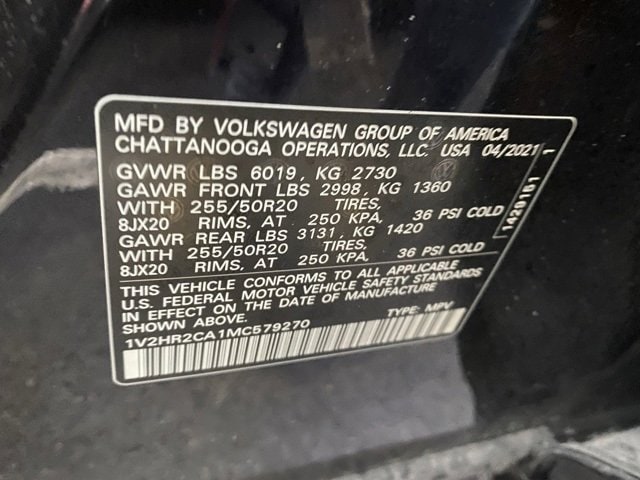 MFD BY VOLKSWAGEN GROUP OF AMERICA
CHATTANOOGA OPERATIONS, LLC. USA 04/2021
GVWR LBS 6019, KG 2730
GAWR FRONT LBS 2998, KG 1360
WITH 255/50R20 TIRES,
8JX20 RIMS, AT 250 KPA, 36 PSI COLD
GAWR REAR LBS 3131, KG 1420
WITH 255/50R20 TIRES,
8JX20 RIMS, AT 250 KPA, 36 PSI COLD
THIS VEHICLE CONFORMS TO ALL APPLICABLE
U.S. FEDERAL MOTOR VEHICLE SAFETY STANDARDS
IN EFFECT ON THE DATE OF MANUFACTURE
SHOWN ABOVE.
1V2HR2CA1MC579270 TYPE: MPV
1429161 1